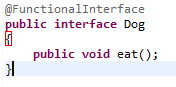 @FunctionalInterface
public interface Dog
{
    public void eat();
}